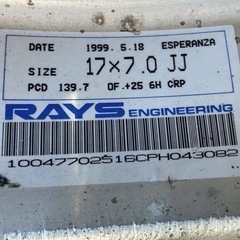 DATE 1999. 5.18 ESPERANZA
SIZE 17×7.0 JJ
PCD 139.7 OF.+25 6H CRP
RAYS ENGINEERING
10047702516CPH043082